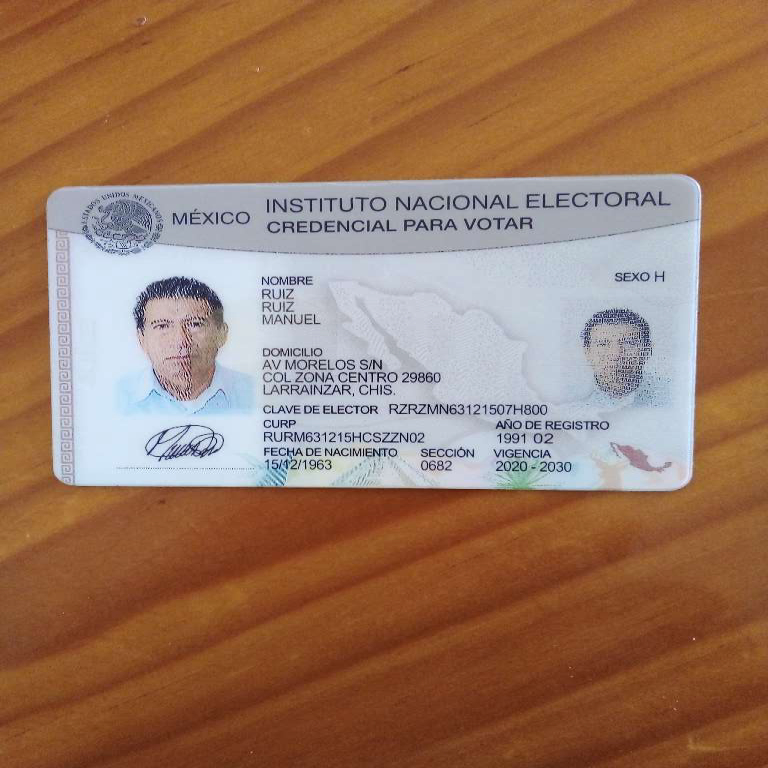 ESTADOS UNIDOS MEXICANOS
MÉXICO INSTITUTO NACIONAL ELECTORAL
CREDENCIAL PARA VOTAR
NOMBRE
RUIZ
RUIZ
MANUEL
SEXO H
DOMICILIO
AV MORELOS S/N
COL ZONA CENTRO 29860
LARRAINZAR, CHIS.
CLAVE DE ELECTOR RZRZMN63121507H800
CURP
RURM631215HCSZZN02
AÑO DE REGISTRO
1991 02
FECHA DE NACIMIENTO
15/12/1963
SECCIÓN
0682
VIGENCIA
2020 - 2030